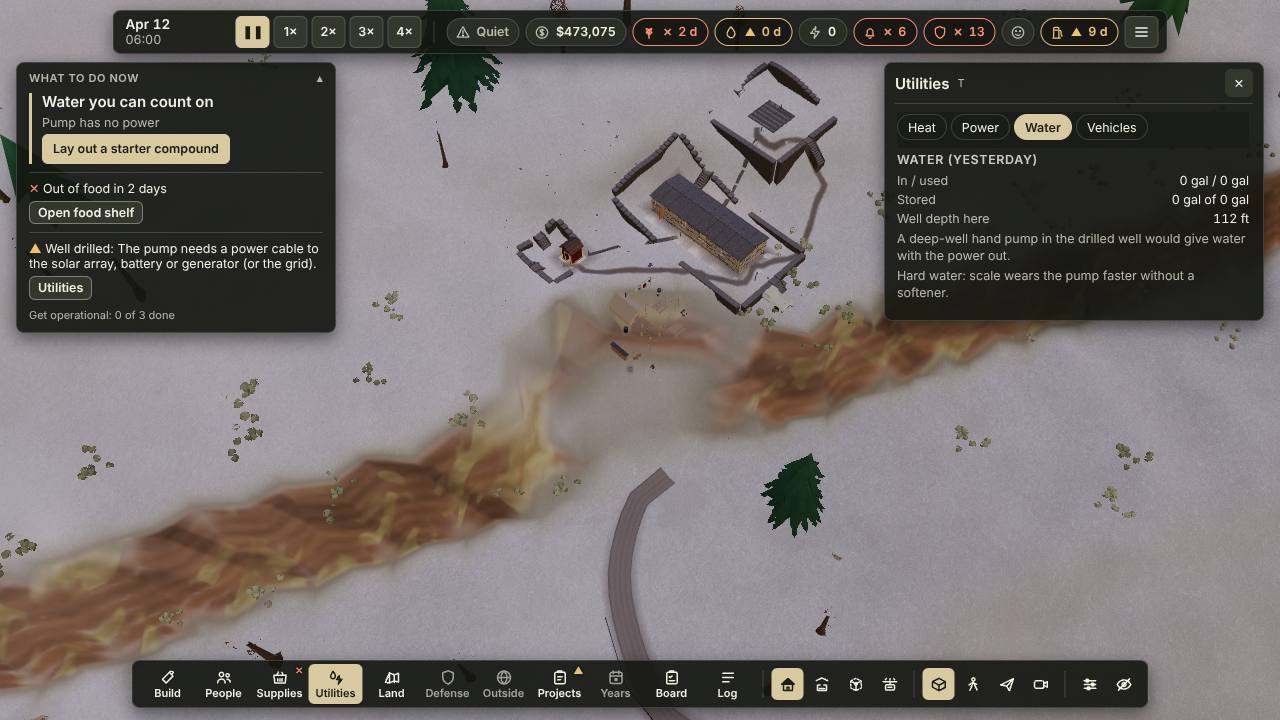 Apr 12
06:00
1×
2×
3×
4×
Quiet
$473,075
× 2 d
0 d
0
× 6
× 13
9 d
WHAT TO DO NOW
Water you can count on
Pump has no power
Lay out a starter compound
× Out of food in 2 days
Open food shelf
Well drilled: The pump needs a power cable to
the solar array, battery or generator (or the grid).
Utilities
Get operational: 0 of 3 done
Utilities T
×
Heat
Power
Water
Vehicles
WATER (YESTERDAY)
In / used 0 gal / 0 gal
Stored 0 gal of 0 gal
Well depth here 112 ft
A deep-well hand pump in the drilled well would give water
with the power out.
Hard water: scale wears the pump faster without a
softener.
Build
People
Supplies
Utilities
Land
Defense
Outside
Projects
Years
Board
Log